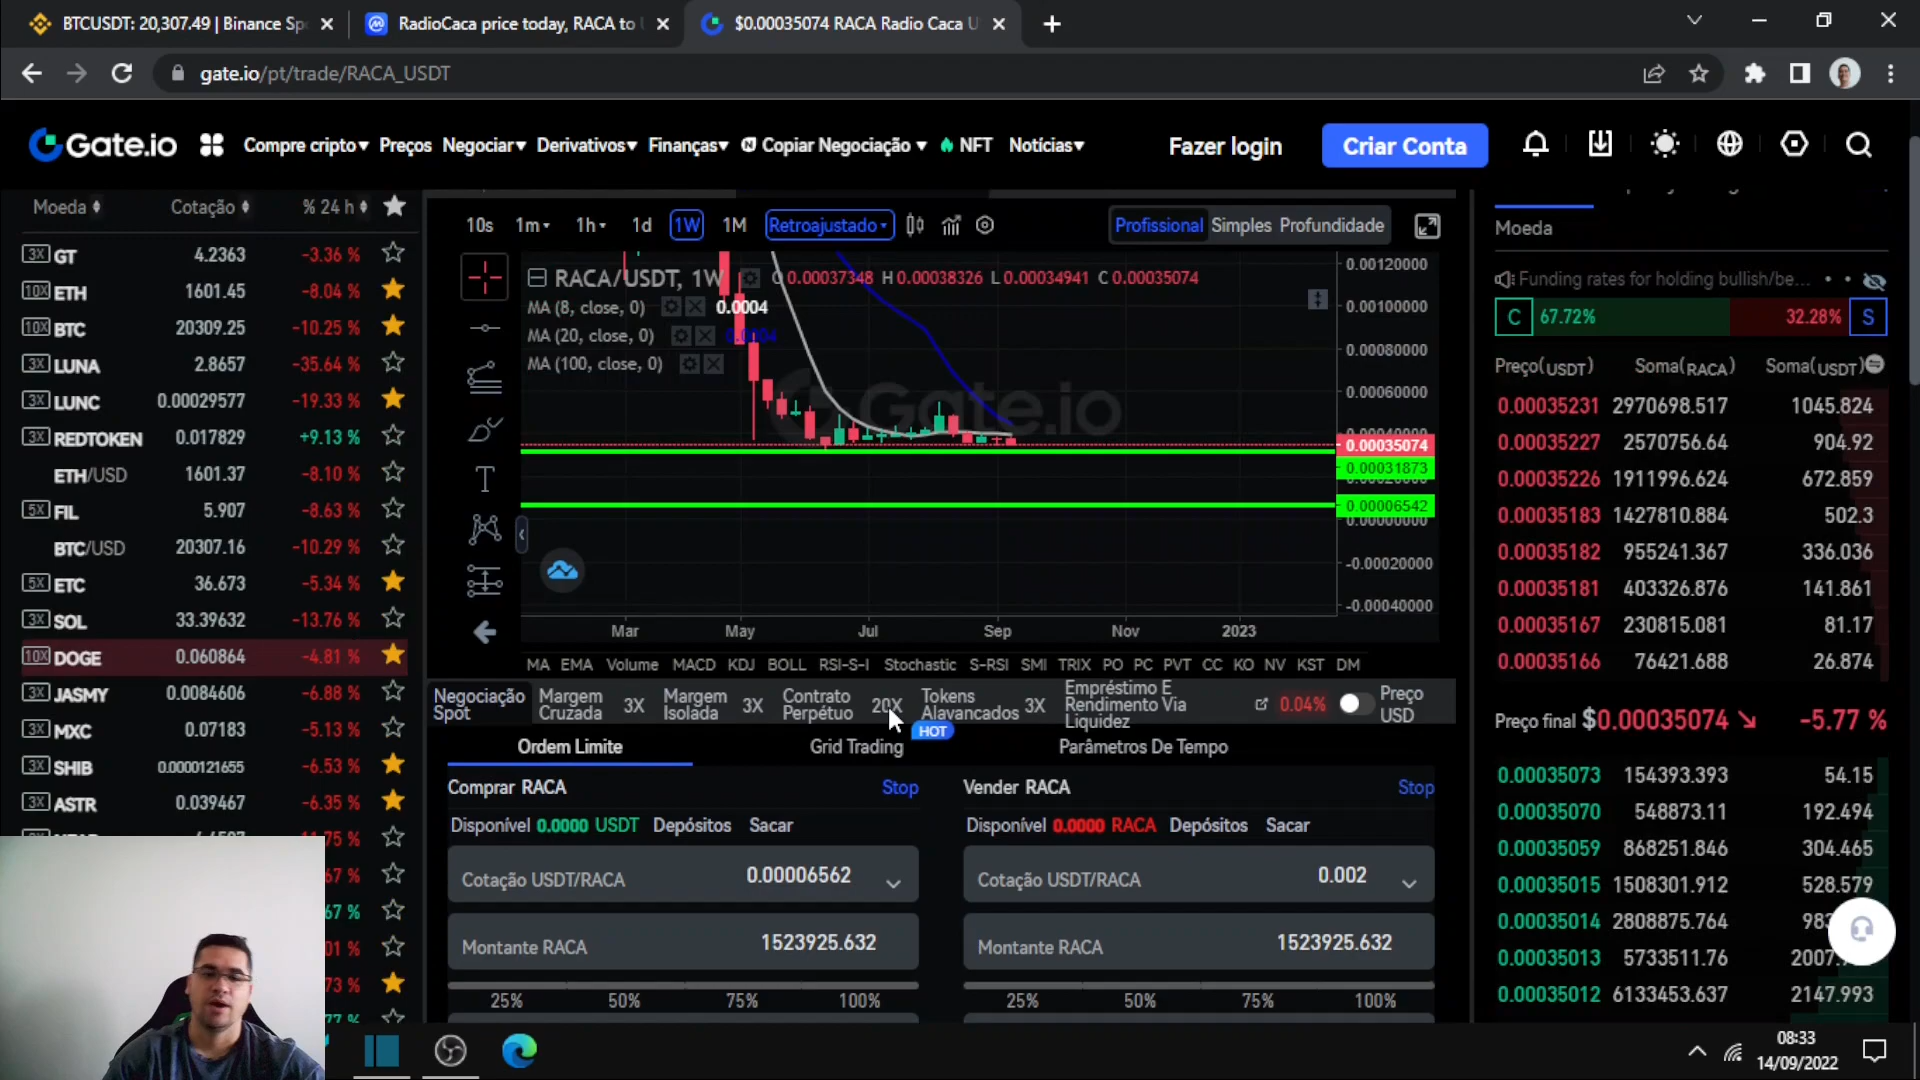 BTCUSDT: 20,307.49 | Binance Sp
RadioCaca price today, RACA to
$0.00035074 RACA Radio Caca U
gate.io/pt/trade/RACA_USDT
Gate.io
Compre cripto
Preços
Negociar
Derivativos
Finanças
Copiar Negociação
NFT
Notícias
Fazer login
Criar Conta
Moeda Cotação % 24 h
3X GT 4.2363 -3.36 %
10X ETH 1601.45 -8.04 %
10X BTC 20309.25 -10.25 %
3X LUNA 2.8657 -35.64 %
3X LUNC 0.00029577 -19.33 %
3X REDTOKEN 0.017829 +9.13 %
ETH/USD 1601.37 -8.10 %
5X FIL 5.907 -8.63 %
BTC/USD 20307.16 -10.29 %
5X ETC 36.673 -5.34 %
3X SOL 33.39632 -13.76 %
10X DOGE 0.060864 -4.81 %
3X JASMY 0.0084606 -6.88 %
3X MXC 0.07183 -5.13 %
3X SHIB 0.0000121655 -6.53 %
3X ASTR 0.039467 -6.35 %
10s 1m 1h 1d 1W 1M Retroajustado
Profissional Simples Profundidade
RACA/USDT, 1W O 0.00037348 H 0.00038326 L 0.00034941 C 0.00035074
MA (8, close, 0) 0.0004
MA (20, close, 0) 0.0004
MA (100, close, 0)
Gate.io
0.00120000
0.00100000
0.00080000
0.00060000
0.00035074
0.00031873
0.00006542
0.00000000
-0.00020000
-0.00040000
Mar May Jul Sep Nov 2023
MA EMA Volume MACD KDJ BOLL RSI-S-I Stochastic S-RSI SMI TRIX PO PC PVT CC KO NV KST DM
Negociação Spot
Margem Cruzada 3X
Margem Isolada 3X
Contrato Perpétuo 20X
Tokens Alavancados 3X
Empréstimo E Rendimento Via Liquidez 0.04%
Preço USD
HOT
Ordem Limite
Grid Trading
Parâmetros De Tempo
Comprar RACA Stop
Disponível 0.0000 USDT Depósitos Sacar
Cotação USDT/RACA 0.00006562
Montante RACA 1523925.632
25% 50% 75% 100%
Vender RACA Stop
Disponível 0.0000 RACA Depósitos Sacar
Cotação USDT/RACA 0.002
Montante RACA 1523925.632
25% 50% 75% 100%
Moeda
Funding rates for holding bullish/be...
C 67.72% 32.28% S
Preço(USDT) Soma(RACA) Soma(USDT)
0.00035231 2970698.517 1045.824
0.00035227 2570756.64 904.92
0.00035226 1911996.624 672.859
0.00035183 1427810.884 502.3
0.00035182 955241.367 336.036
0.00035181 403326.876 141.861
0.00035167 230815.081 81.17
0.00035166 76421.688 26.874
Preço final $0.00035074 -5.77 %
0.00035073 154393.393 54.15
0.00035070 548873.11 192.494
0.00035059 868251.846 304.465
0.00035015 1508301.912 528.579
0.00035014 2808875.764
0.00035013 5733511.76
0.00035012 6133453.637 2147.993
08:33
14/09/2022